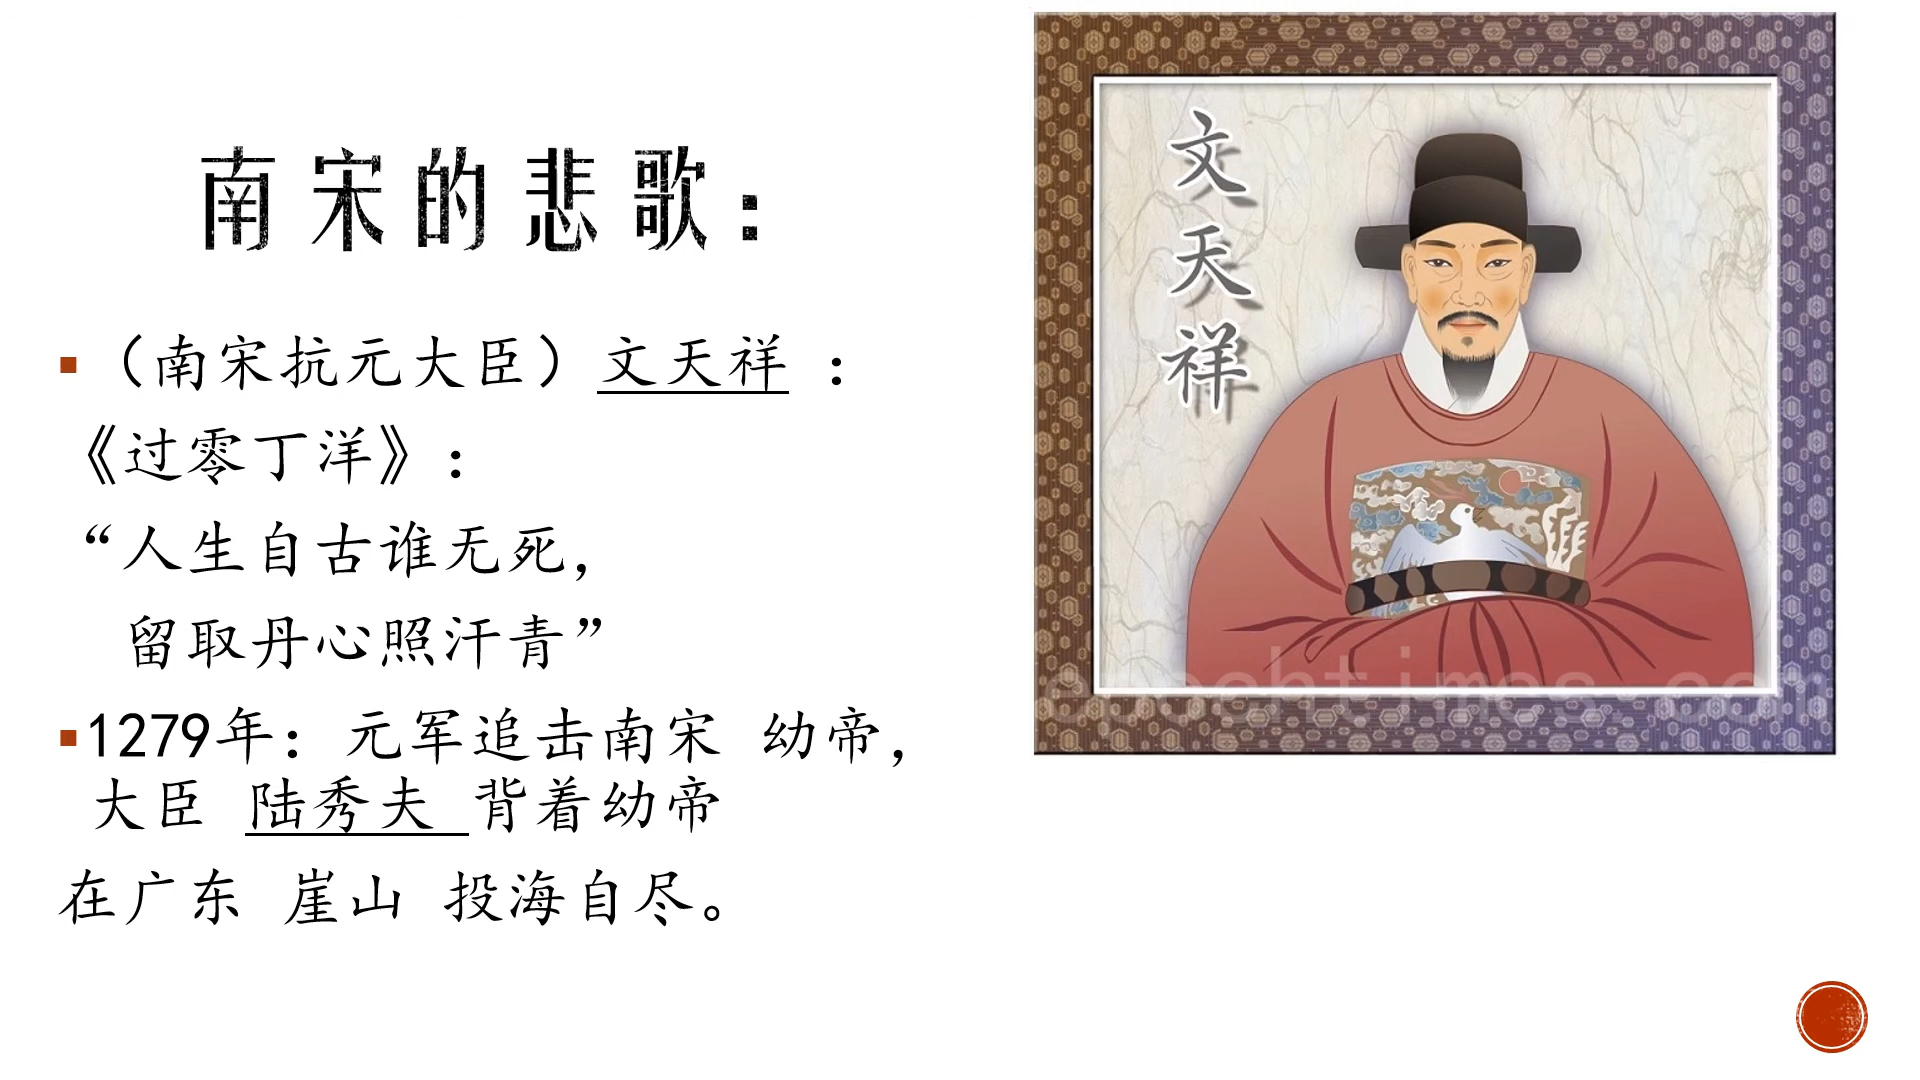 南宋的悲歌：
（南宋抗元大臣）文天祥 ：
《过零丁洋》：
“人生自古谁无死，
留取丹心照汗青”
1279年：元军追击南宋 幼帝，
大臣 陆秀夫 背着幼帝
在广东 崖山 投海自尽。
文天祥
epochtimes.com